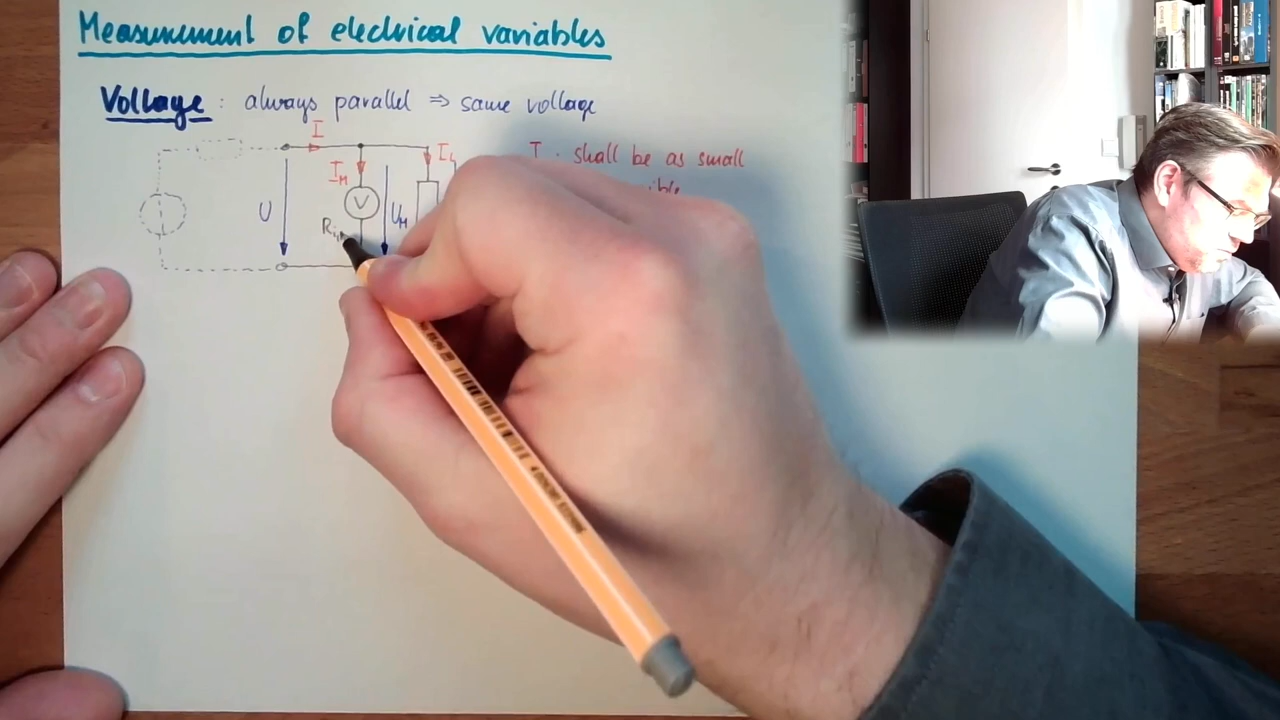 Measurement of electrical variables
Voltage : always parallel ⇒ same voltage
I
I_M
I_L
I shall be as small
U
V
U_M
R_i